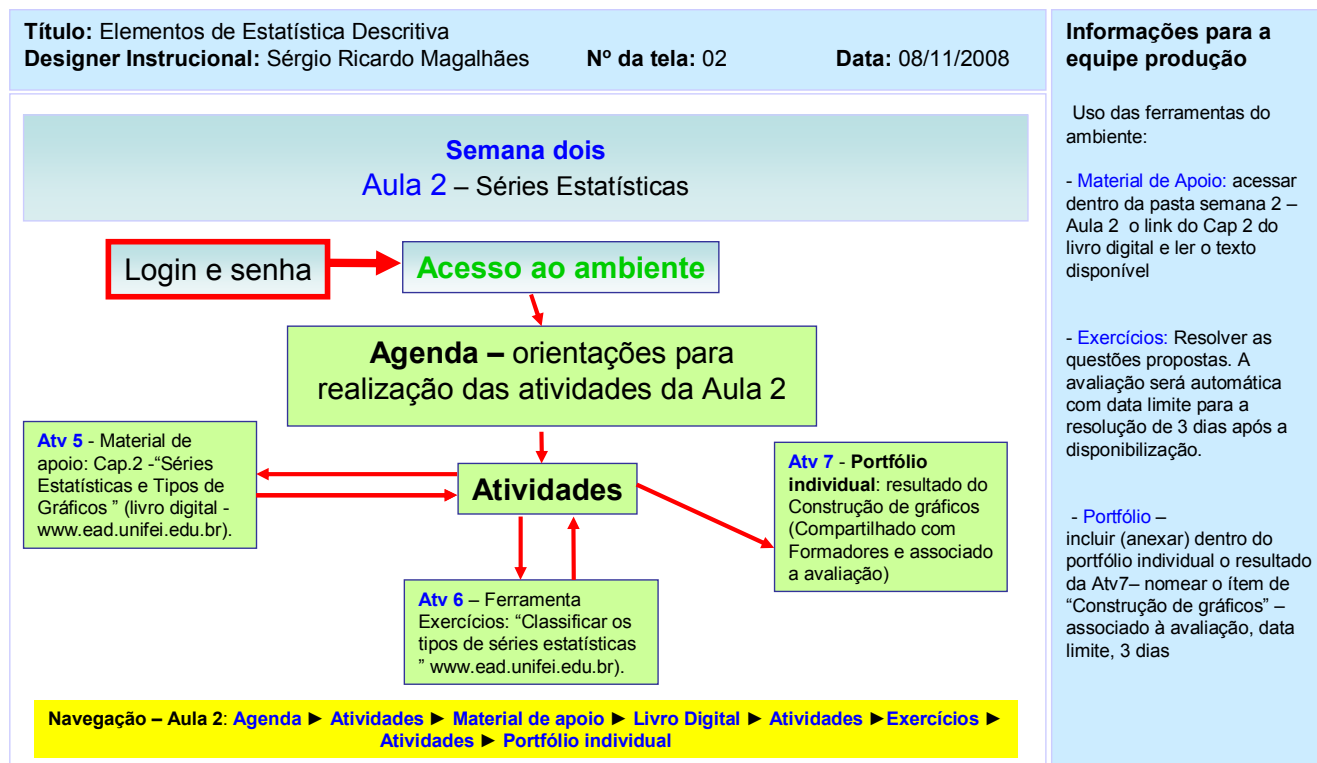 Título: Elementos de Estatística Descritiva
Designer Instrucional: Sérgio Ricardo Magalhães Nº da tela: 02 Data: 08/11/2008
Semana dois
Aula 2 – Séries Estatísticas
Login e senha
Acesso ao ambiente
Agenda – orientações para
realização das atividades da Aula 2
Atv 5 - Material de
apoio: Cap.2 -“Séries
Estatísticas e Tipos de
Gráficos ” (livro digital -
www.ead.unifei.edu.br).
Atividades
Atv 7 - Portfólio
individual: resultado do
Construção de gráficos
(Compartilhado com
Formadores e associado
a avaliação)
Atv 6 – Ferramenta
Exercícios: “Classificar os
tipos de séries estatísticas
” www.ead.unifei.edu.br).
Navegação – Aula 2: Agenda ► Atividades ► Material de apoio ► Livro Digital ► Atividades ►Exercícios ►
Atividades ► Portfólio individual
Informações para a
equipe produção
Uso das ferramentas do
ambiente:
- Material de Apoio: acessar
dentro da pasta semana 2 –
Aula 2 o link do Cap 2 do
livro digital e ler o texto
disponível
- Exercícios: Resolver as
questões propostas. A
avaliação será automática
com data limite para a
resolução de 3 dias após a
disponibilização.
- Portfólio –
incluir (anexar) dentro do
portfólio individual o resultado
da Atv7– nomear o ítem de
“Construção de gráficos” –
associado à avaliação, data
limite, 3 dias